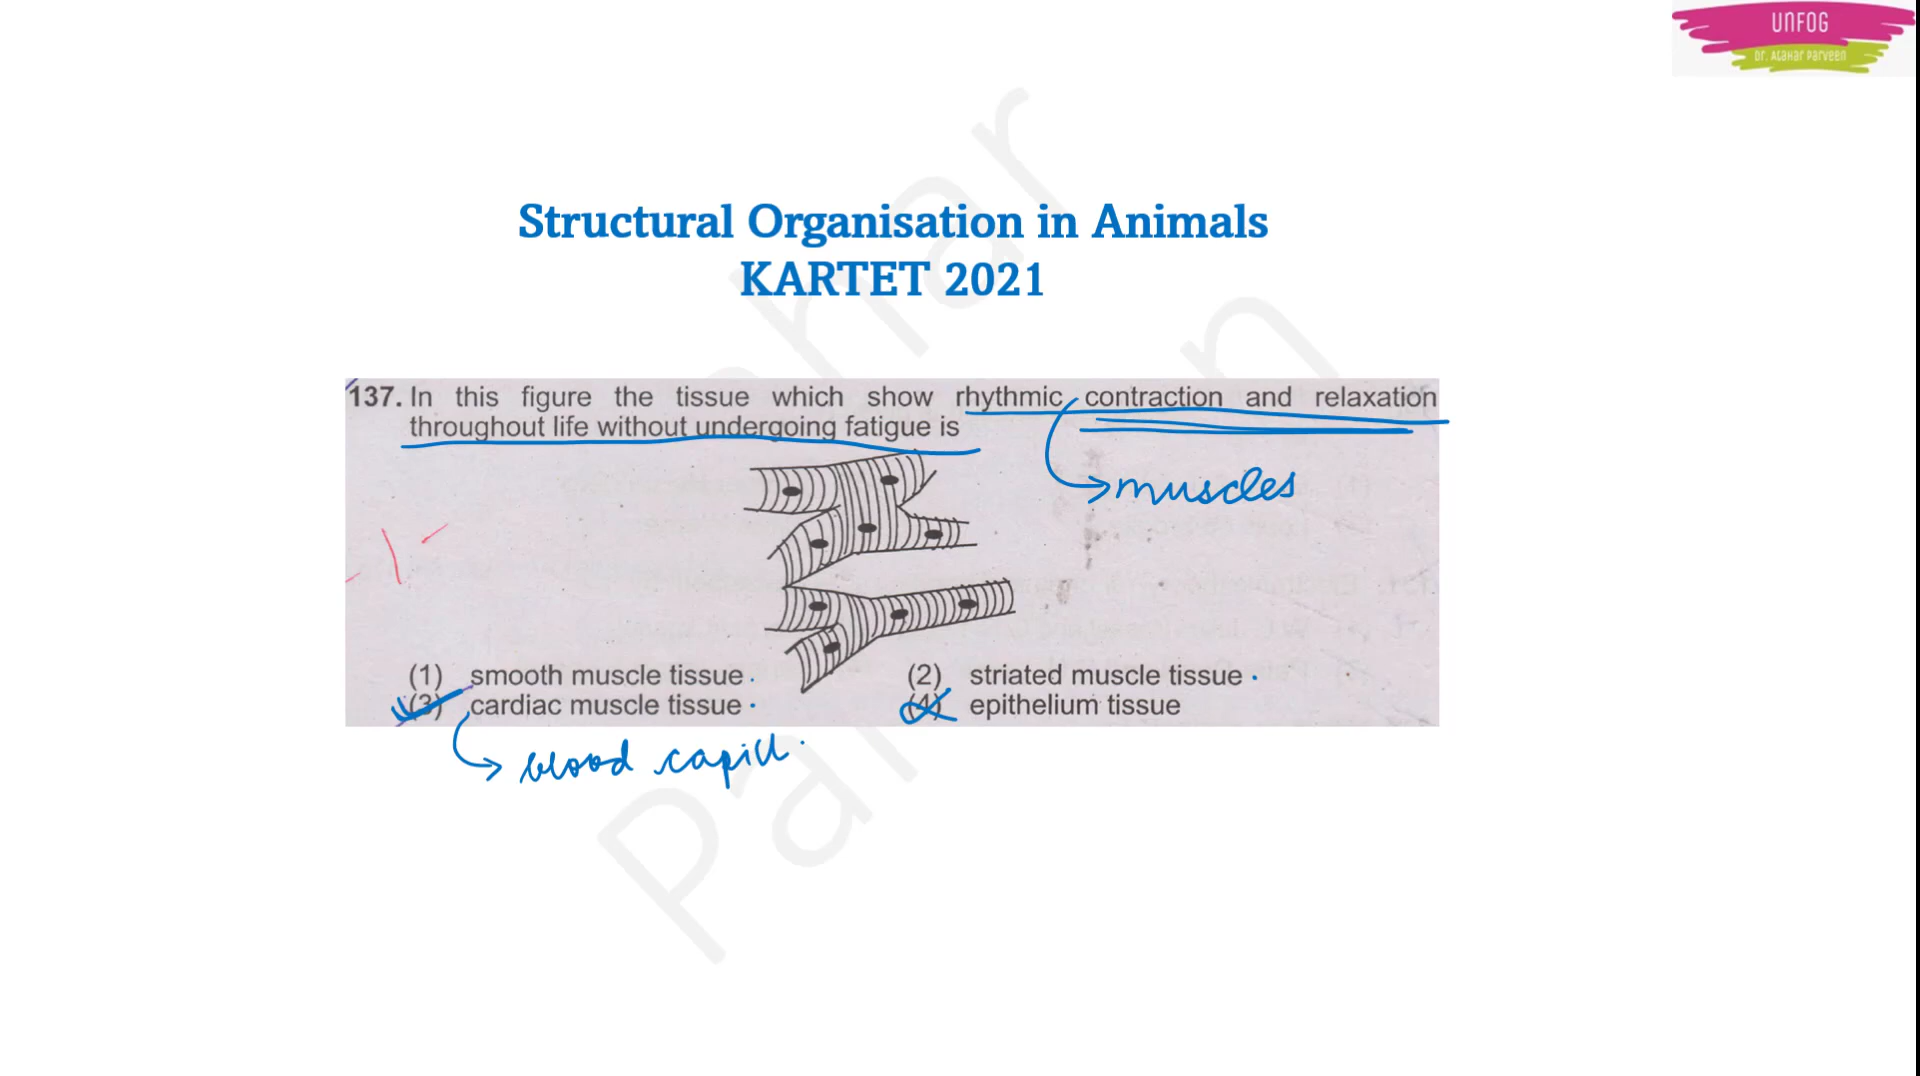 UNFOG
Dr. Atahar Parveen
Structural Organisation in Animals
KARTET 2021
137. In this figure the tissue which show rhythmic contraction and relaxation
throughout life without undergoing fatigue is
muscles
(1) smooth muscle tissue
(2) striated muscle tissue
(3) cardiac muscle tissue
(4) epithelium tissue
blood capill.